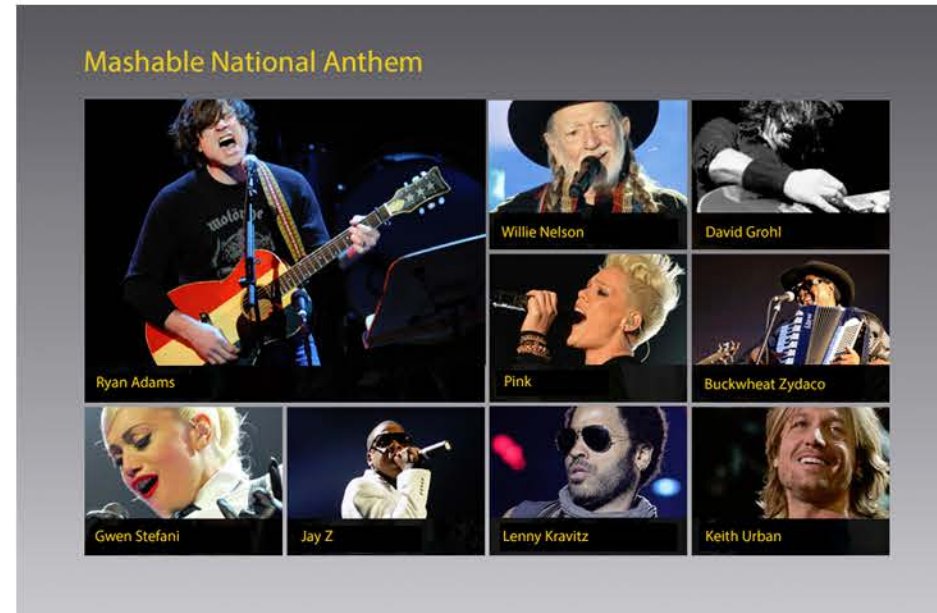 Mashable National Anthem
motörhe
Willie Nelson
David Grohl
Ryan Adams
Pink
Buckwheat Zydaco
Gwen Stefani
Jay Z
Lenny Kravitz
Keith Urban